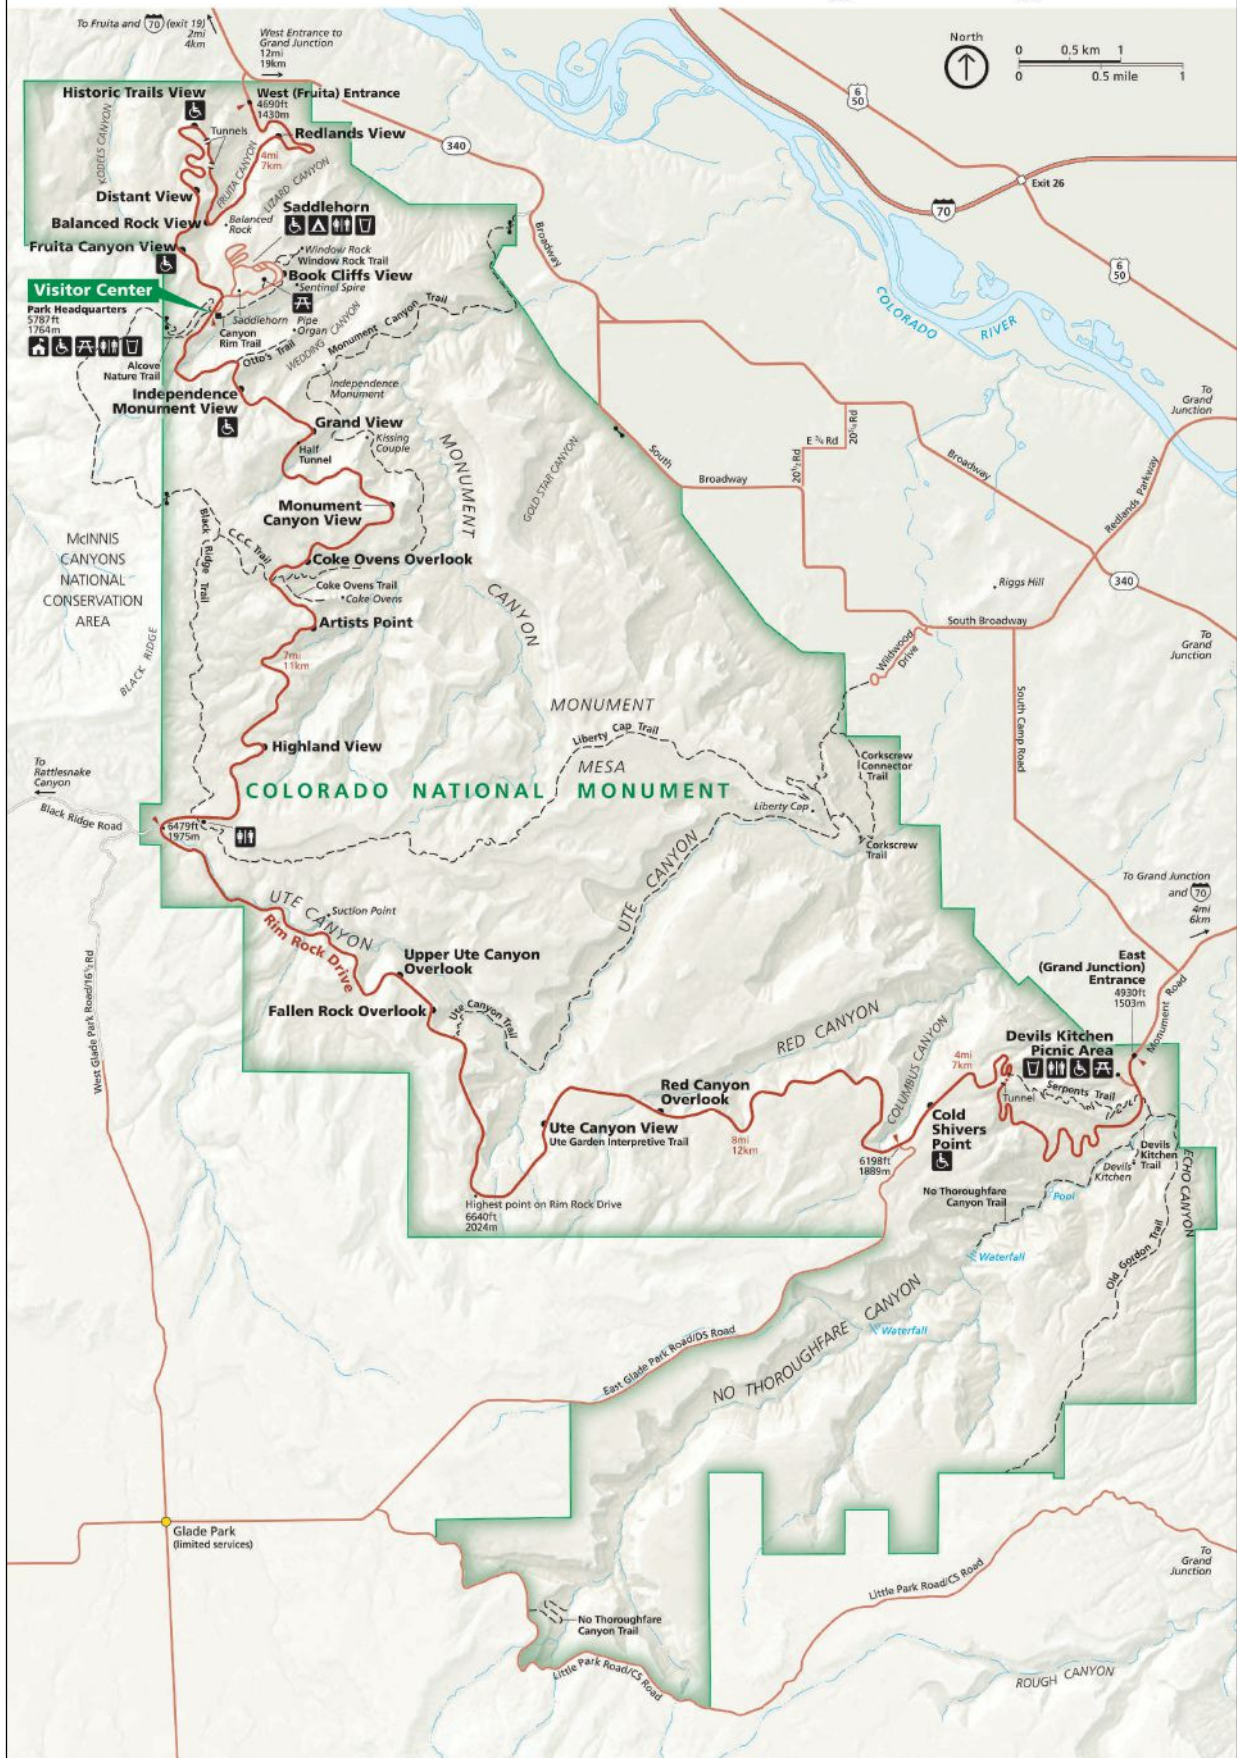 To Fruita and 70 (exit 19)
2mi
4km
West Entrance to
Grand Junction
12mi
19km
North
0 0.5 km 1
0 0.5 mile 1
Historic Trails View
West (Fruita) Entrance
4690ft
1430m
Tunnels
Redlands View
KODELS CANYON
FRUITA CANYON
4mi
7km
LIZARD CANYON
340
6
50
Exit 26
70
6
50
Distant View
Balanced Rock View
Balanced
Rock
Saddlehorn
Fruita Canyon View
Window Rock
Window Rock Trail
Book Cliffs View
Sentinel Spire
Broadway
Visitor Center
Park Headquarters
5787ft
1764m
Saddlehorn
Pipe
Organ
Canyon
Rim Trail
WEDDING CANYON
Monument Canyon Trail
Otto's Trail
Alcove
Nature Trail
COLORADO
RIVER
Independence
Monument
Independence
Monument View
Grand View
Kissing
Couple
Half
Tunnel
To
Grand
Junction
MONUMENT
CANYON
GOLD STAR CANYON
South
Broadway
E 3/4 Rd
20 3/4 Rd
20 1/2 Rd
Broadway
Redlands Parkway
Monument
Canyon View
Black Ridge Trail
C.C.C. Trail
Coke Ovens Overlook
Coke Ovens Trail
Coke Ovens
McINNIS
CANYONS
NATIONAL
CONSERVATION
AREA
BLACK RIDGE
Artists Point
7mi
11km
Riggs Hill
340
South Broadway
Wildwood
Drive
To
Grand
Junction
South Camp Road
MONUMENT
MESA
Liberty Cap Trail
Highland View
Corkscrew
Connector
Trail
To
Rattlesnake
Canyon
COLORADO NATIONAL MONUMENT
Liberty Cap
Black Ridge Road
6479ft
1975m
Corkscrew
Trail
UTE CANYON
To Grand Junction
and 70
4mi
6km
UTE CANYON
Suction Point
Rim Rock Drive
Upper Ute Canyon
Overlook
Fallen Rock Overlook
Ute Canyon Trail
West Glade Park Road/16 1/2 Rd
East
(Grand Junction)
Entrance
4930ft
1503m
Monument Road
RED CANYON
COLUMBUS CANYON
4mi
7km
Devils Kitchen
Picnic Area
Serpents Trail
Tunnel
Red Canyon
Overlook
Ute Canyon View
Ute Garden Interpretive Trail
8mi
12km
Cold
Shivers
Point
6198ft
1889m
Devils
Kitchen
Trail
Devils
Kitchen
ECHO CANYON
No Thoroughfare
Canyon Trail
Pool
Highest point on Rim Rock Drive
6640ft
2024m
Waterfall
Old Gordon Trail
Waterfall
NO THOROUGHFARE CANYON
East Glade Park Road/DS Road
Glade Park
(limited services)
To
Grand
Junction
Little Park Road/CS Road
No Thoroughfare
Canyon Trail
Little Park Road/CS Road
ROUGH CANYON